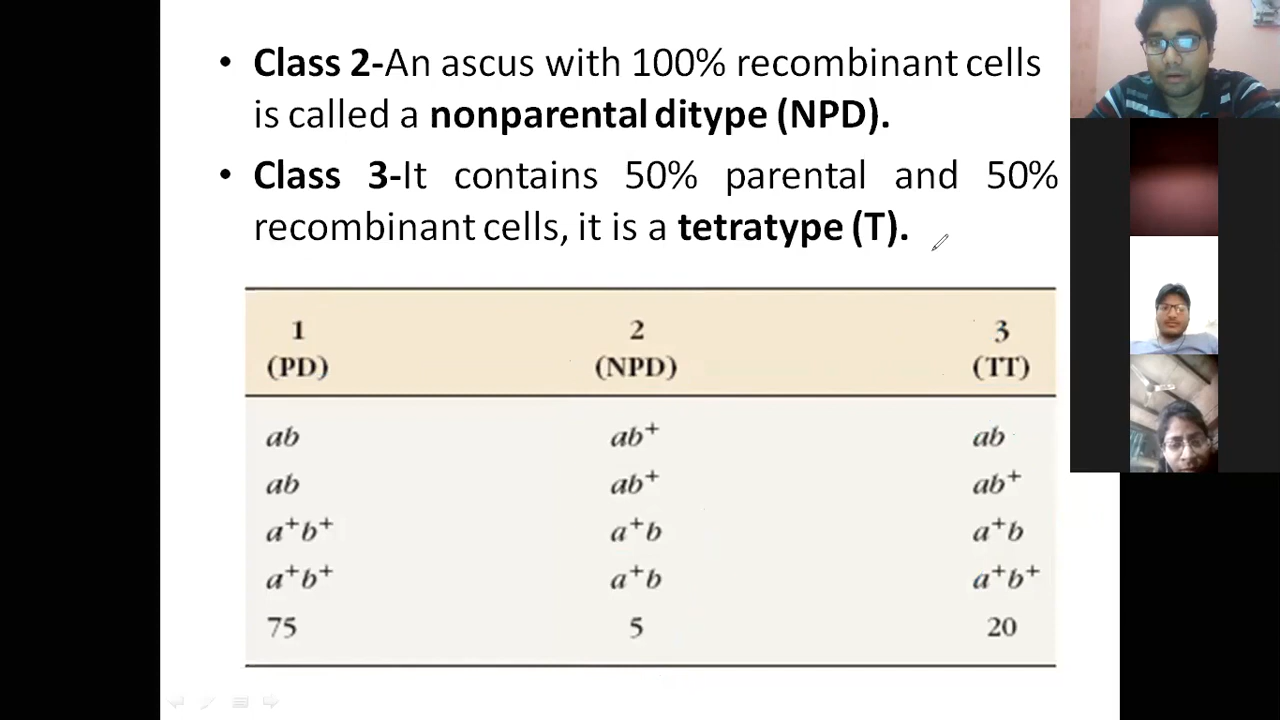 • Class 2-An ascus with 100% recombinant cells
is called a nonparental ditype (NPD).
• Class 3-It contains 50% parental and 50%
recombinant cells, it is a tetratype (T).
1 2 3
(PD) (NPD) (TT)
ab ab⁺ ab
ab ab⁺ ab⁺
a⁺b⁺ a⁺b a⁺b
a⁺b⁺ a⁺b a⁺b⁺
75 5 20